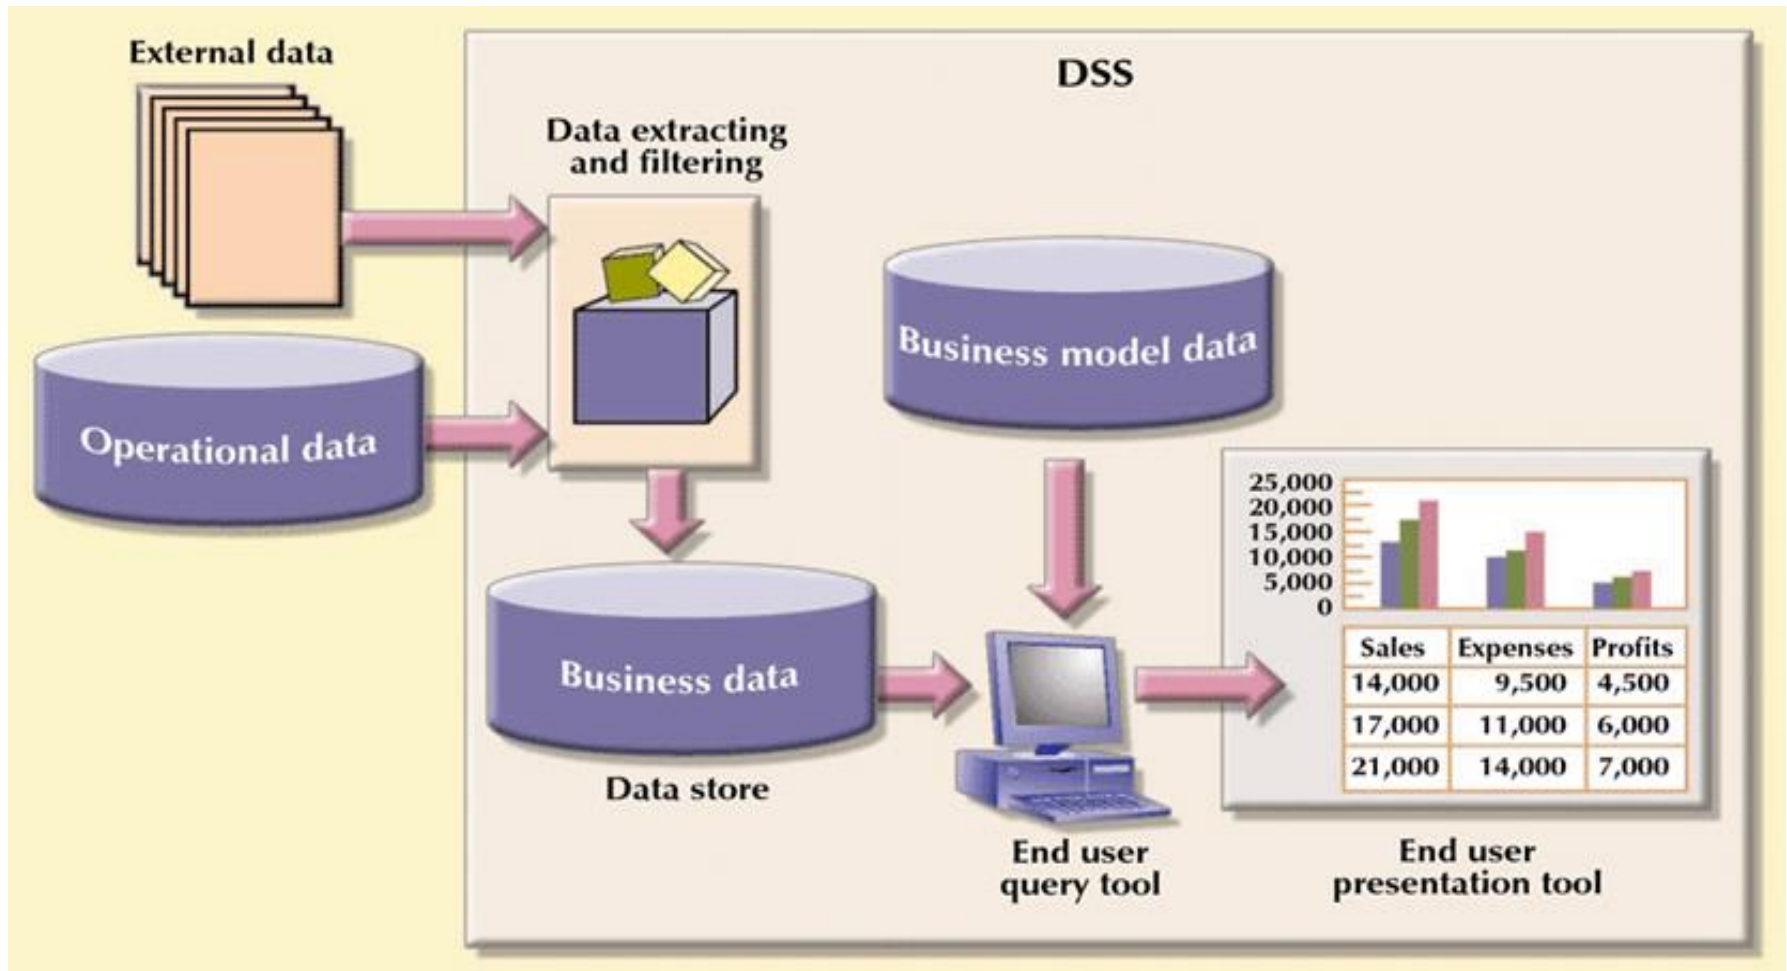 External data
DSS
Data extracting
and filtering
Business model data
Operational data
25,000
20,000
15,000
10,000
5,000
0
Sales Expenses Profits
14,000 9,500 4,500
17,000 11,000 6,000
21,000 14,000 7,000
Business data
Data store
End user
query tool
End user
presentation tool